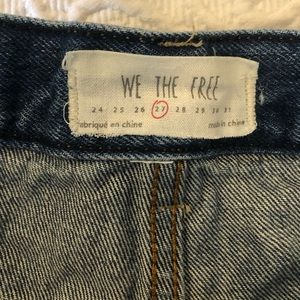 WE THE FREE
24 25 26 27 28 29 30 31
fabriqué en chine made in china